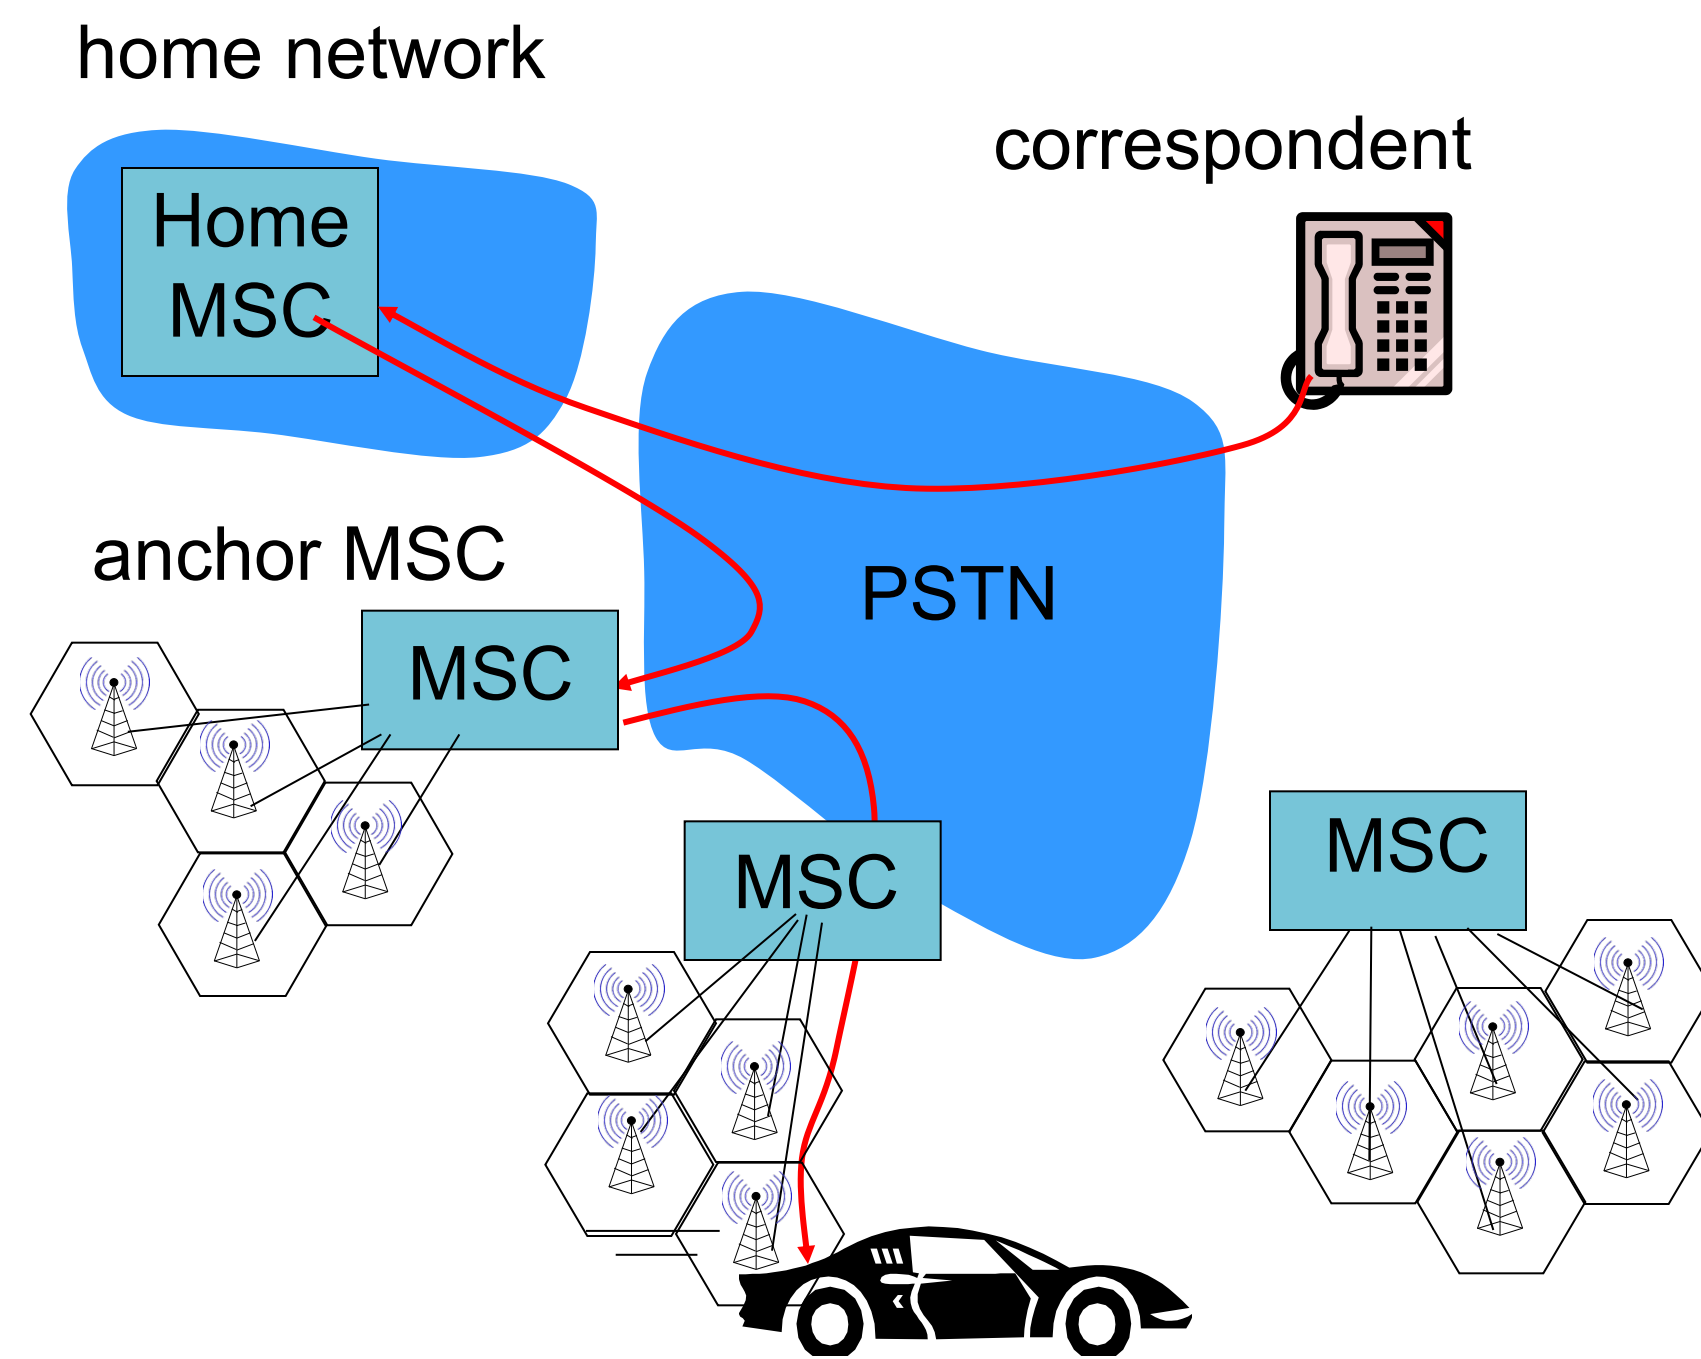 home network
correspondent
Home
MSC
anchor MSC
PSTN
MSC
MSC
MSC